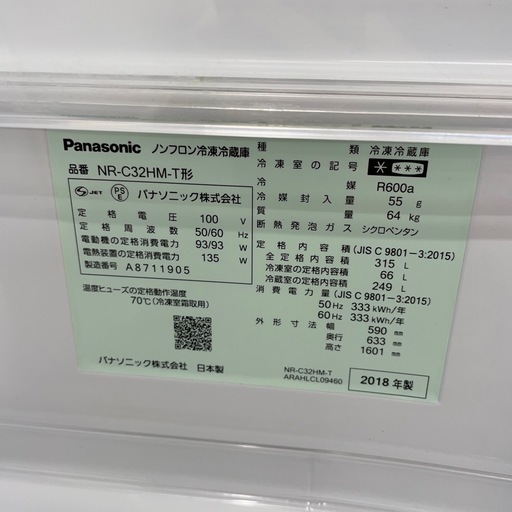 Panasonic ノンフロン冷凍冷蔵庫
品番 NR-C32HM-T形
S JET PS E パナソニック株式会社
定格電圧 100 V
定格周波数 50/60 Hz
電動機の定格消費電力 93/93 W
電熱装置の定格消費電力 135 W
製造番号 A8711905
温度ヒューズの定格動作温度
70℃(冷凍室霜取用)
パナソニック株式会社 日本製
種類 冷凍冷蔵庫
冷凍室の記号 * ***
冷媒 R600a
冷媒封入量 55 g
質量 64 kg
断熱発泡ガス シクロペンタン
定格内容積 (JIS C 9801-3:2015)
全定格内容積 315 L
冷凍室の定格内容積 66 L
冷蔵室の定格内容積 249 L
消費電力量 (JIS C 9801-3:2015)
50Hz 333 kWh/年
60Hz 333 kWh/年
外形寸法 幅 590 mm
奥行 633 mm
高さ 1601 mm
NR-C32HM-T
ARAHLCL09460
2018年製